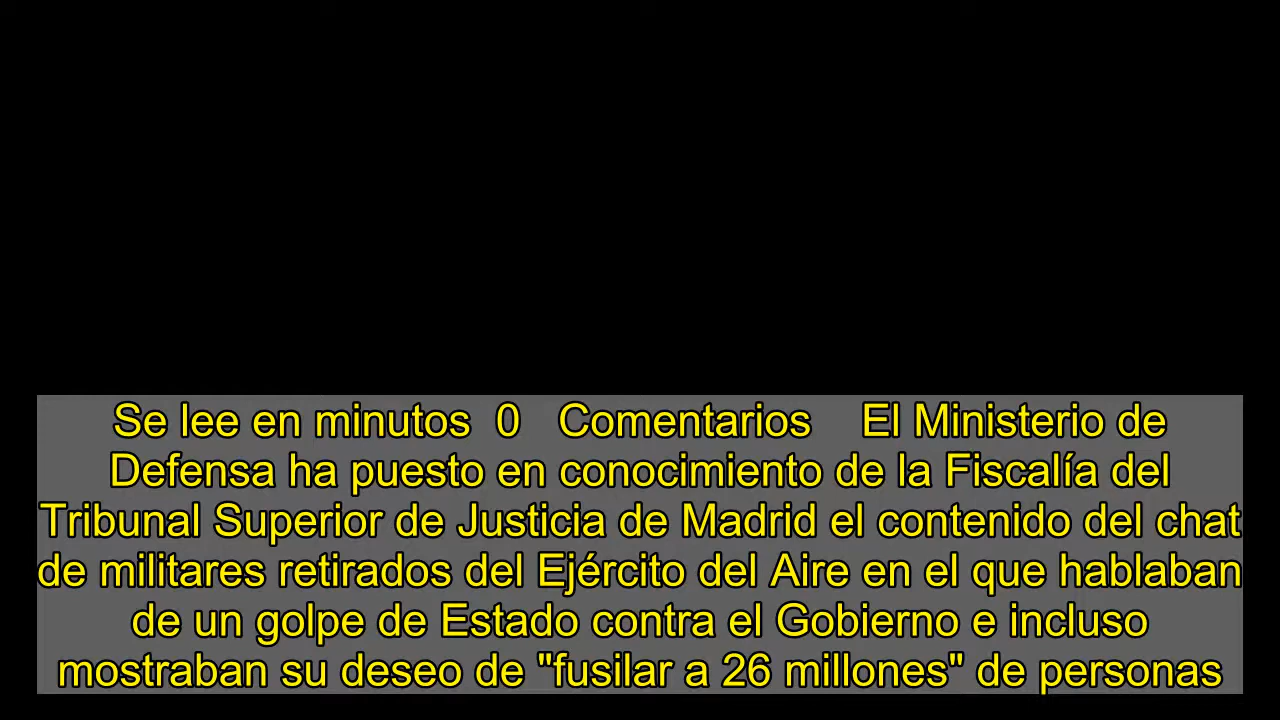 Se lee en minutos  0   Comentarios    El Ministerio de
Defensa ha puesto en conocimiento de la Fiscalía del
Tribunal Superior de Justicia de Madrid el contenido del chat
de militares retirados del Ejército del Aire en el que hablaban
de un golpe de Estado contra el Gobierno e incluso
mostraban su deseo de "fusilar a 26 millones" de personas